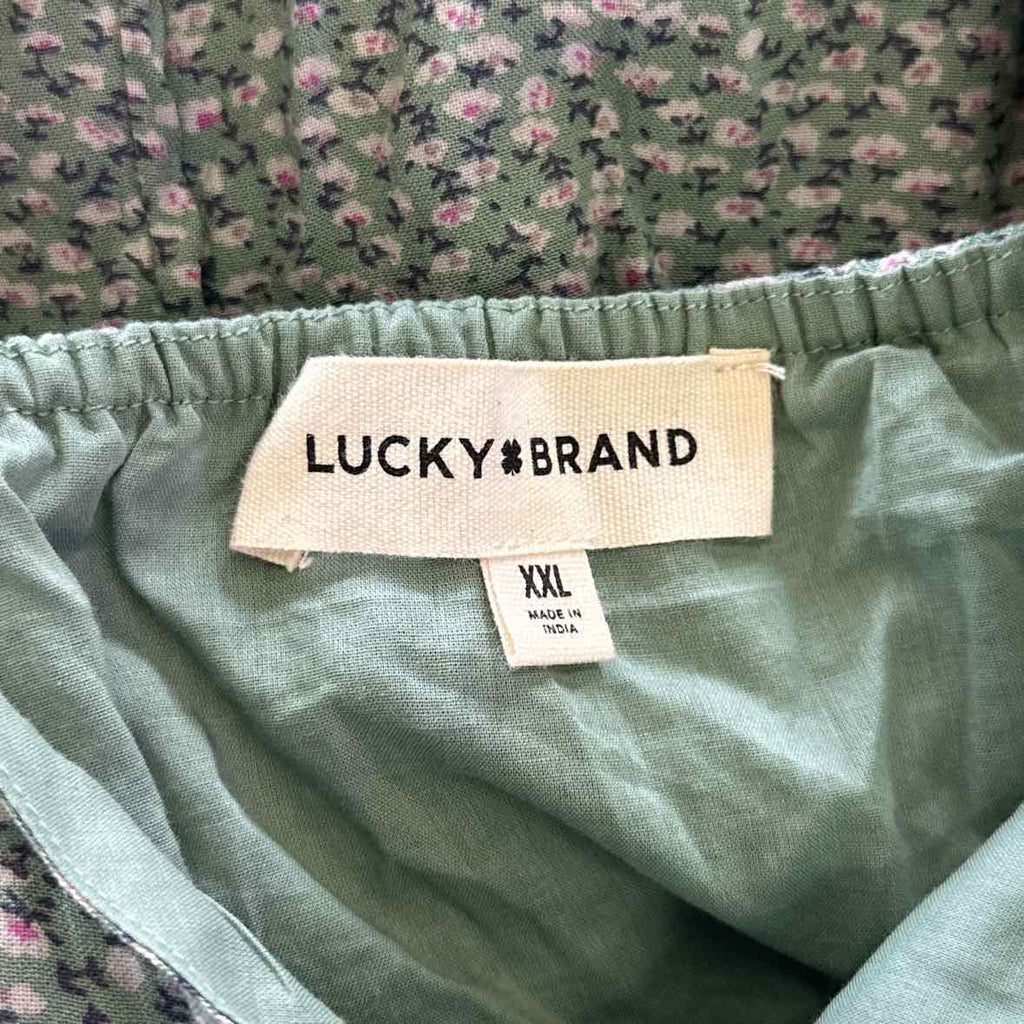 LUCKY BRAND
XXL
MADE IN
INDIA